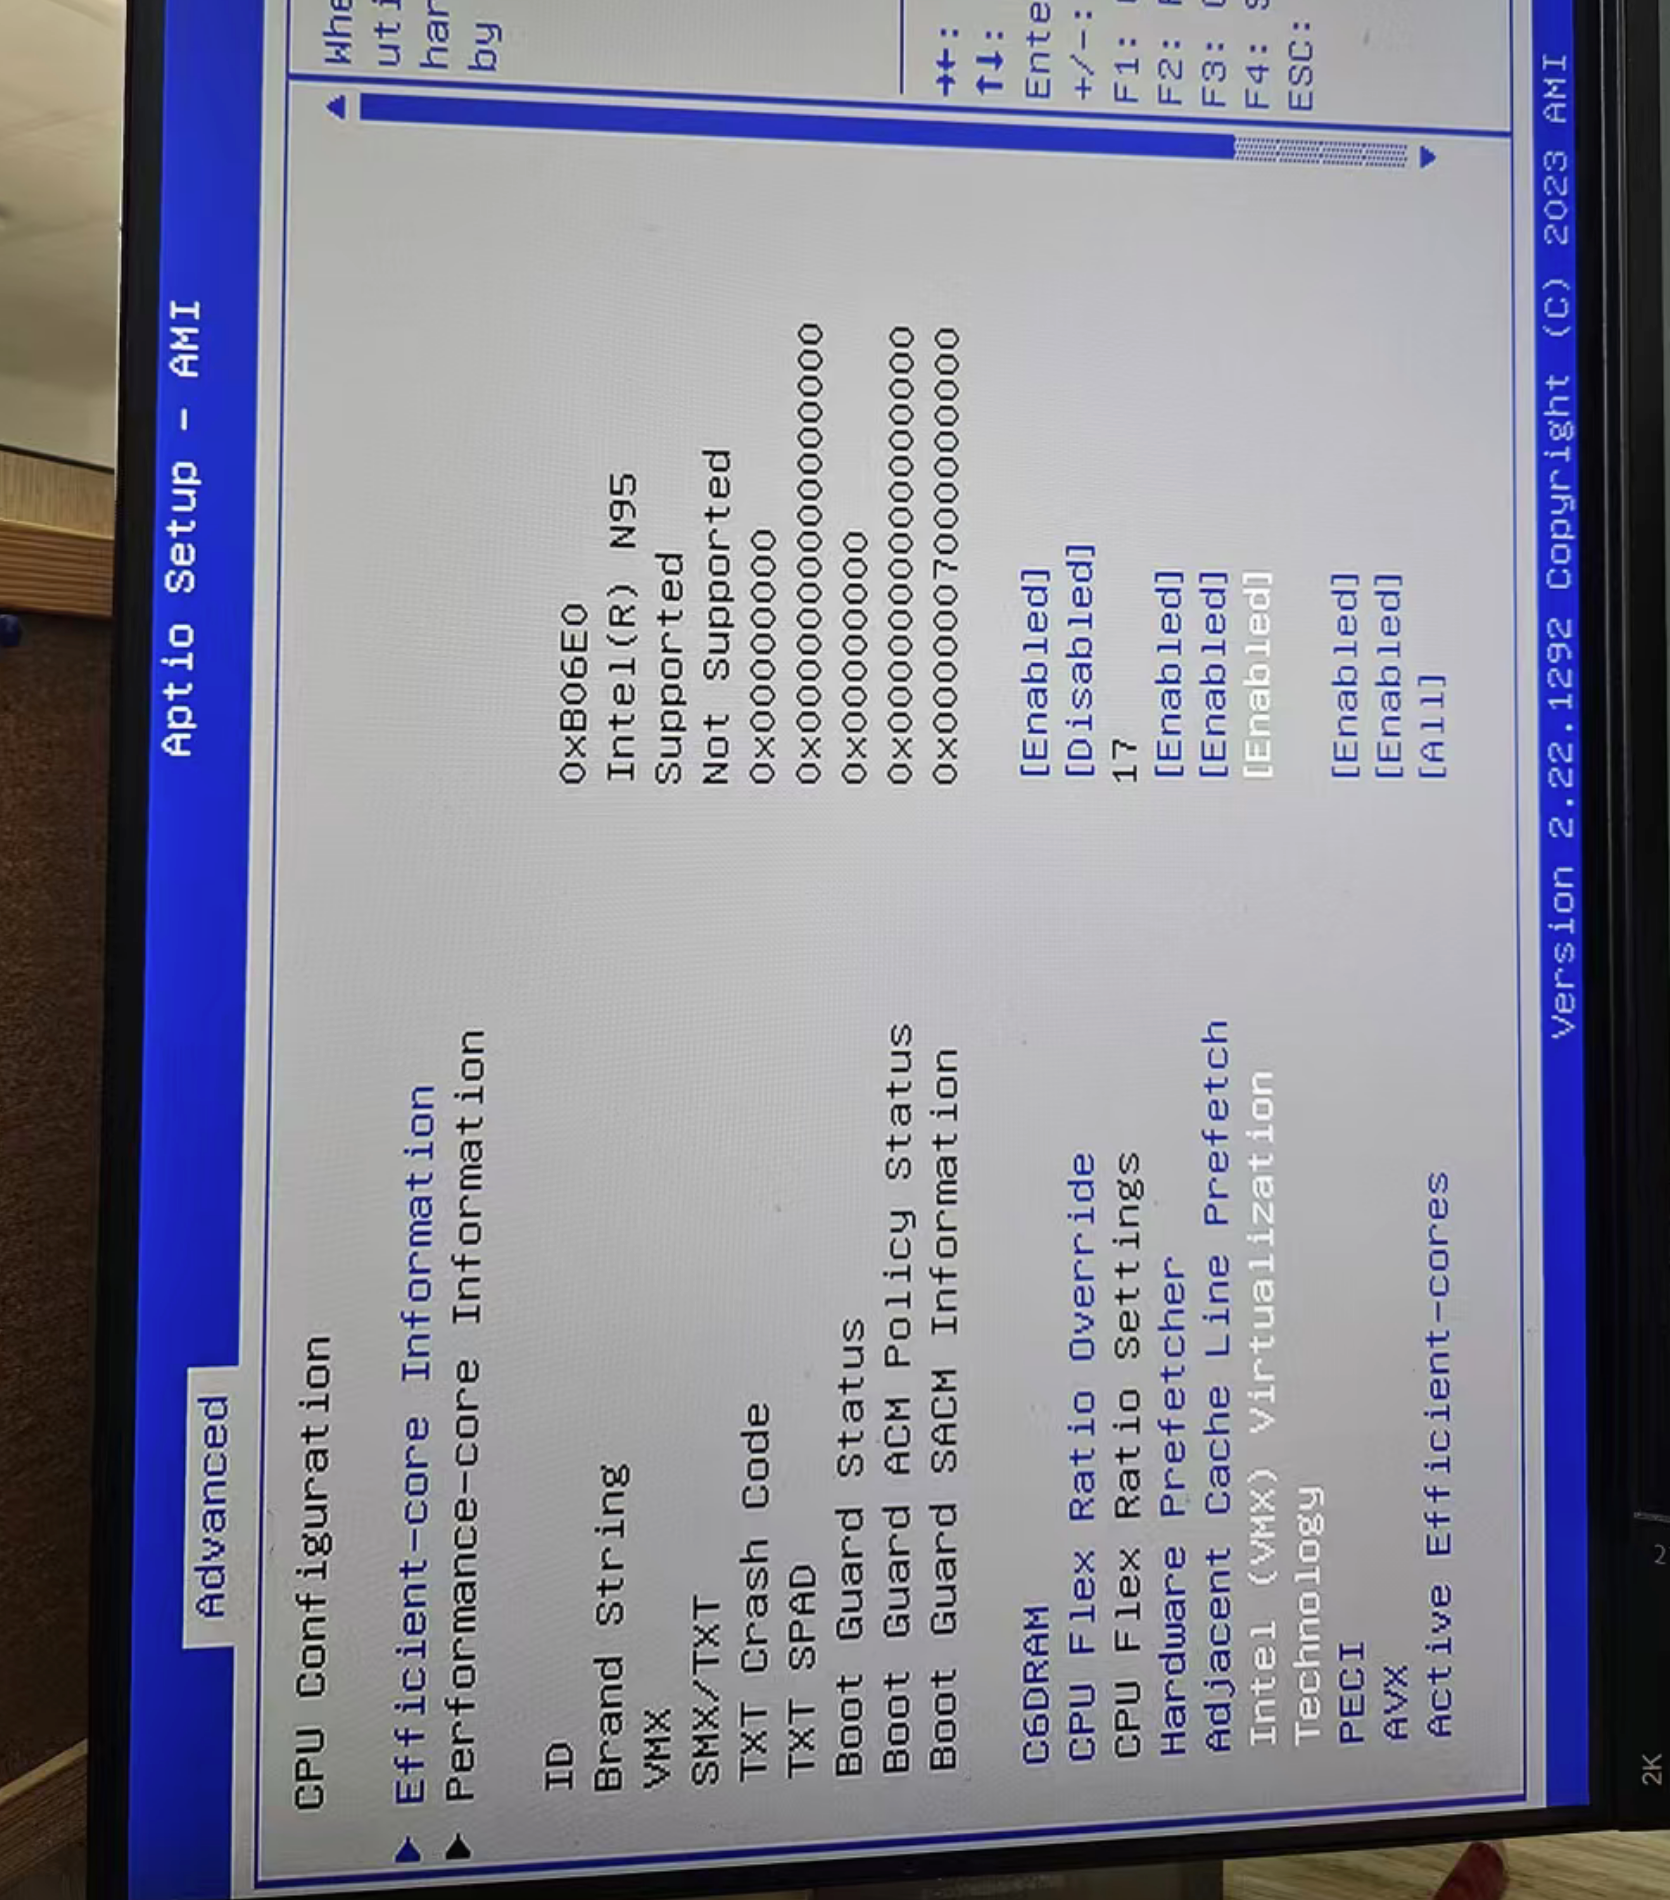 Aptio Setup - AMI
Advanced
CPU Configuration
Efficient-core Information
Performance-core Information
ID 0xB06E0
Brand String Intel(R) N95
VMX Supported
SMX/TXT Not Supported
TXT Crash Code 0x00000000
TXT SPAD 0x0000000000000000
Boot Guard Status 0x00000000
Boot Guard ACM Policy Status 0x0000000000000000
Boot Guard SACM Information 0x0000000700000000
C6DRAM [Enabled]
CPU Flex Ratio Override [Disabled]
CPU Flex Ratio Settings 17
Hardware Prefetcher [Enabled]
Adjacent Cache Line Prefetch [Enabled]
Intel (VMX) Virtualization [Enabled]
Technology
PECI [Enabled]
AVX [Enabled]
Active Efficient-cores [All]
Whe
uti
har
by
→←:
↑↓:
Ente
+/-:
F1:
F2:
F3:
F4:
ESC:
Version 2.22.1292 Copyright (C) 2023 AMI
2K
2